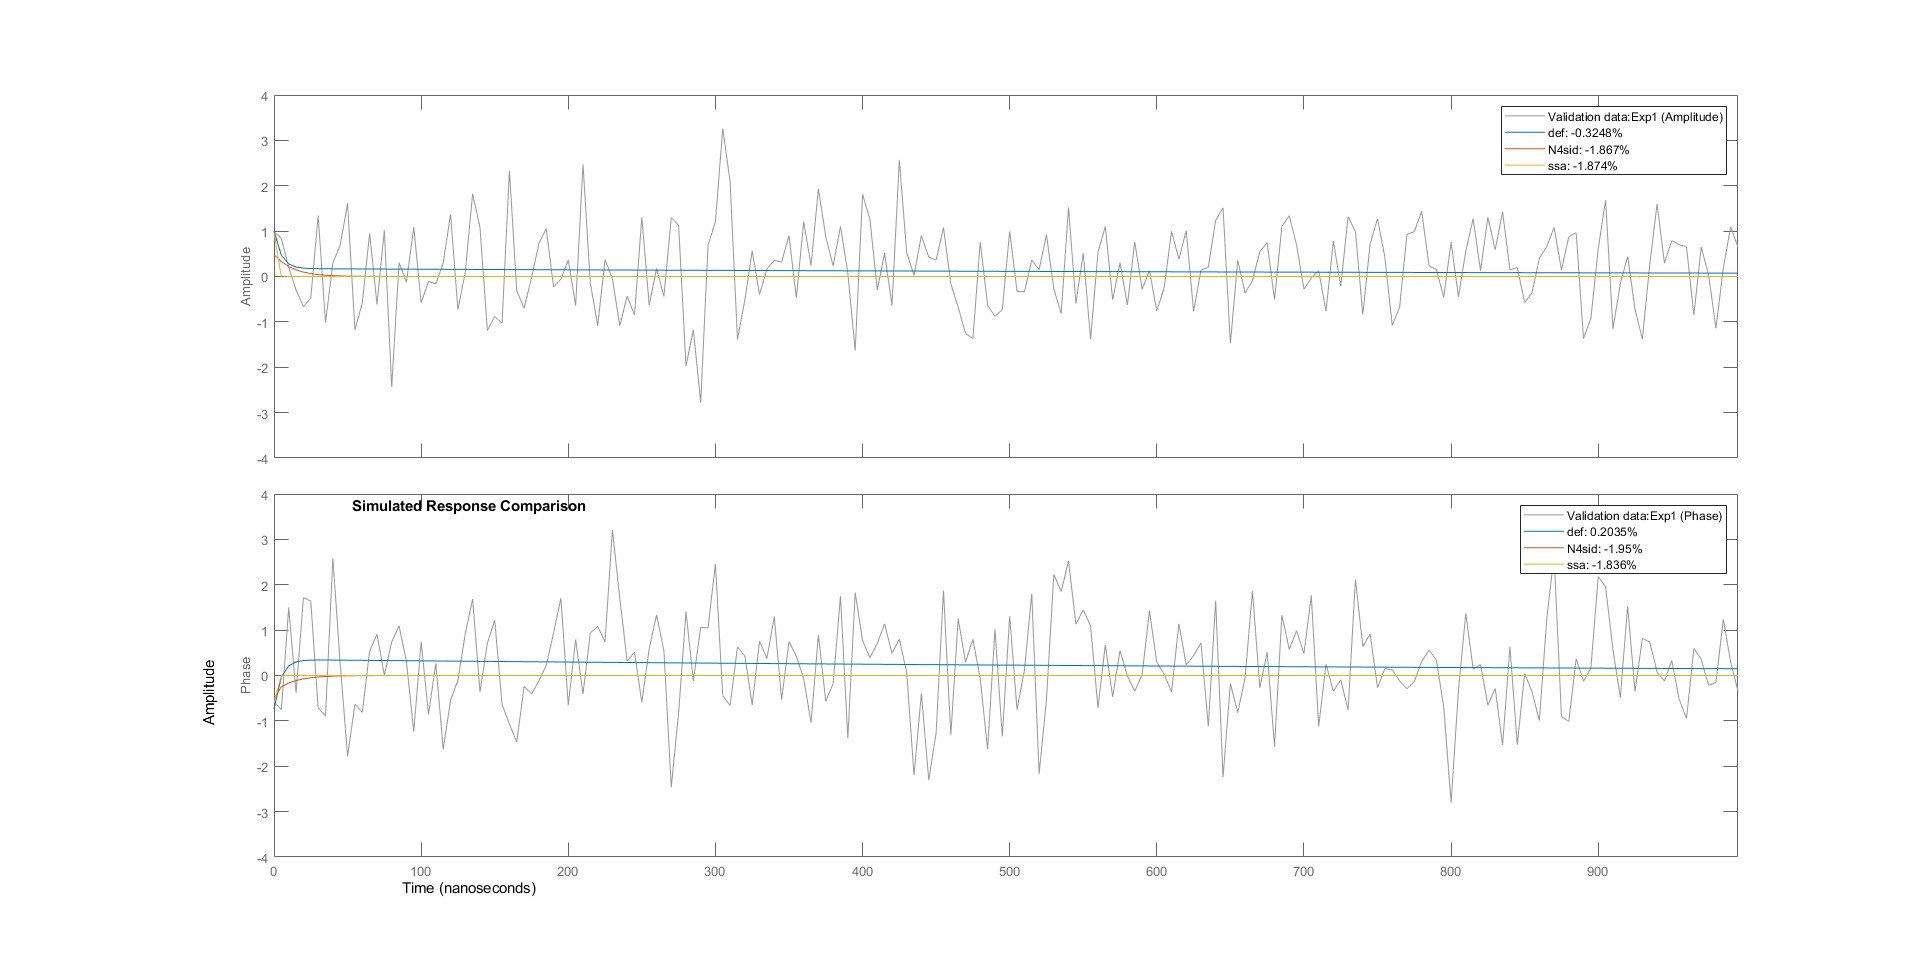 4
3
2
1
0
-1
-2
-3
-4
Amplitude
Validation data:Exp1 (Amplitude)
def: -0.3248%
N4sid: -1.867%
ssa: -1.874%
Simulated Response Comparison
4
3
2
1
0
-1
-2
-3
-4
Amplitude
Phase
Validation data:Exp1 (Phase)
def: 0.2035%
N4sid: -1.95%
ssa: -1.836%
0 100 200 300 400 500 600 700 800 900
Time (nanoseconds)